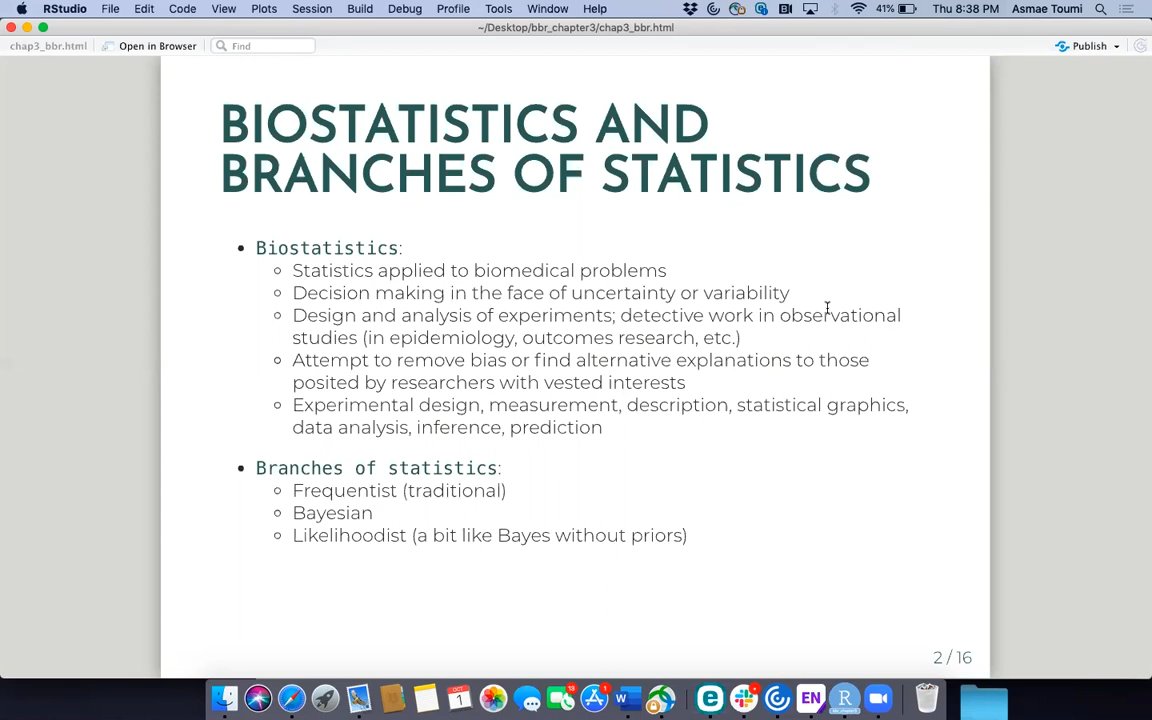 RStudio File Edit Code View Plots Session Build Debug Profile Tools Window Help 41% Thu 8:38 PM Asmae Toumi
~/Desktop/bbr_chapter3/chap3_bbr.html
chap3_bbr.html Open in Browser Find Publish
BIOSTATISTICS AND
BRANCHES OF STATISTICS
• Biostatistics:
◦ Statistics applied to biomedical problems
◦ Decision making in the face of uncertainty or variability
◦ Design and analysis of experiments; detective work in observational
studies (in epidemiology, outcomes research, etc.)
◦ Attempt to remove bias or find alternative explanations to those
posited by researchers with vested interests
◦ Experimental design, measurement, description, statistical graphics,
data analysis, inference, prediction
• Branches of statistics:
◦ Frequentist (traditional)
◦ Bayesian
◦ Likelihoodist (a bit like Bayes without priors)
2 / 16
OCT
1
1
W
e
EN
R